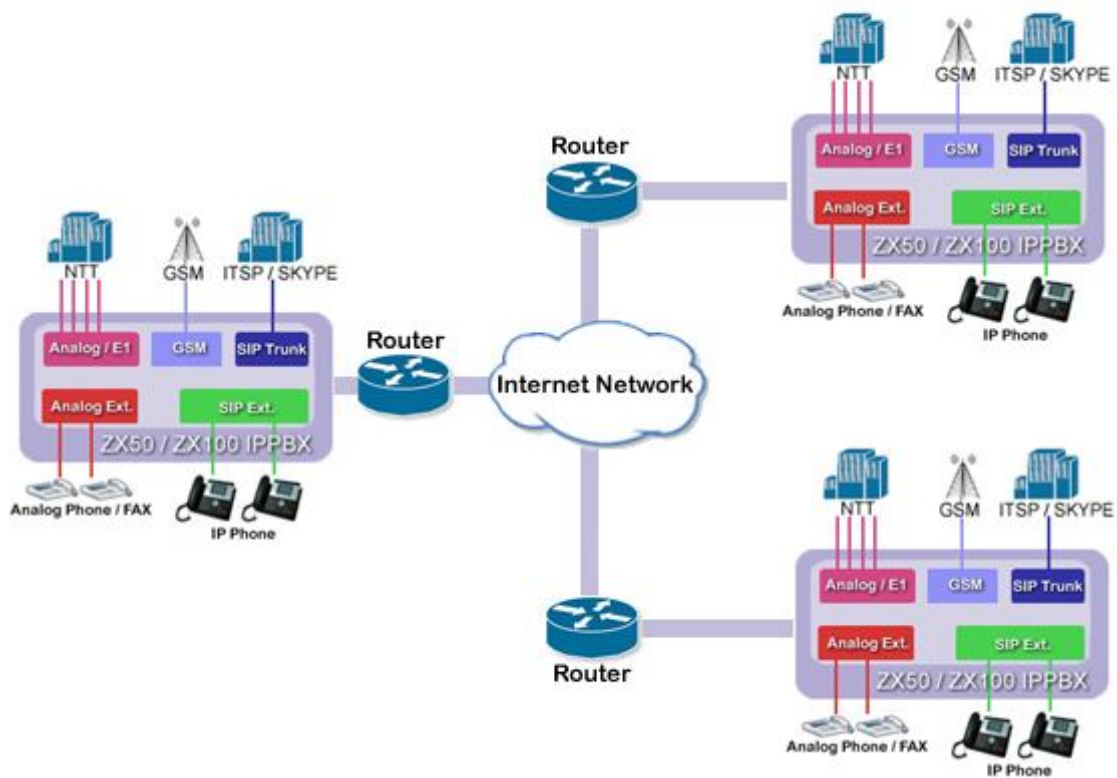 NTT
GSM
ITSP / SKYPE
Analog / E1
GSM
SIP Trunk
Analog Ext.
SIP Ext.
ZX50 / ZX100 IPPBX
Analog Phone / FAX
IP Phone
Router
Router
Internet Network
NTT
GSM
ITSP / SKYPE
Analog / E1
GSM
SIP Trunk
Analog Ext.
SIP Ext.
ZX50 / ZX100 IPPBX
Analog Phone / FAX
IP Phone
Router
NTT
GSM
ITSP / SKYPE
Analog / E1
GSM
SIP Trunk
Analog Ext.
SIP Ext.
ZX50 / ZX100 IPPBX
Analog Phone / FAX
IP Phone